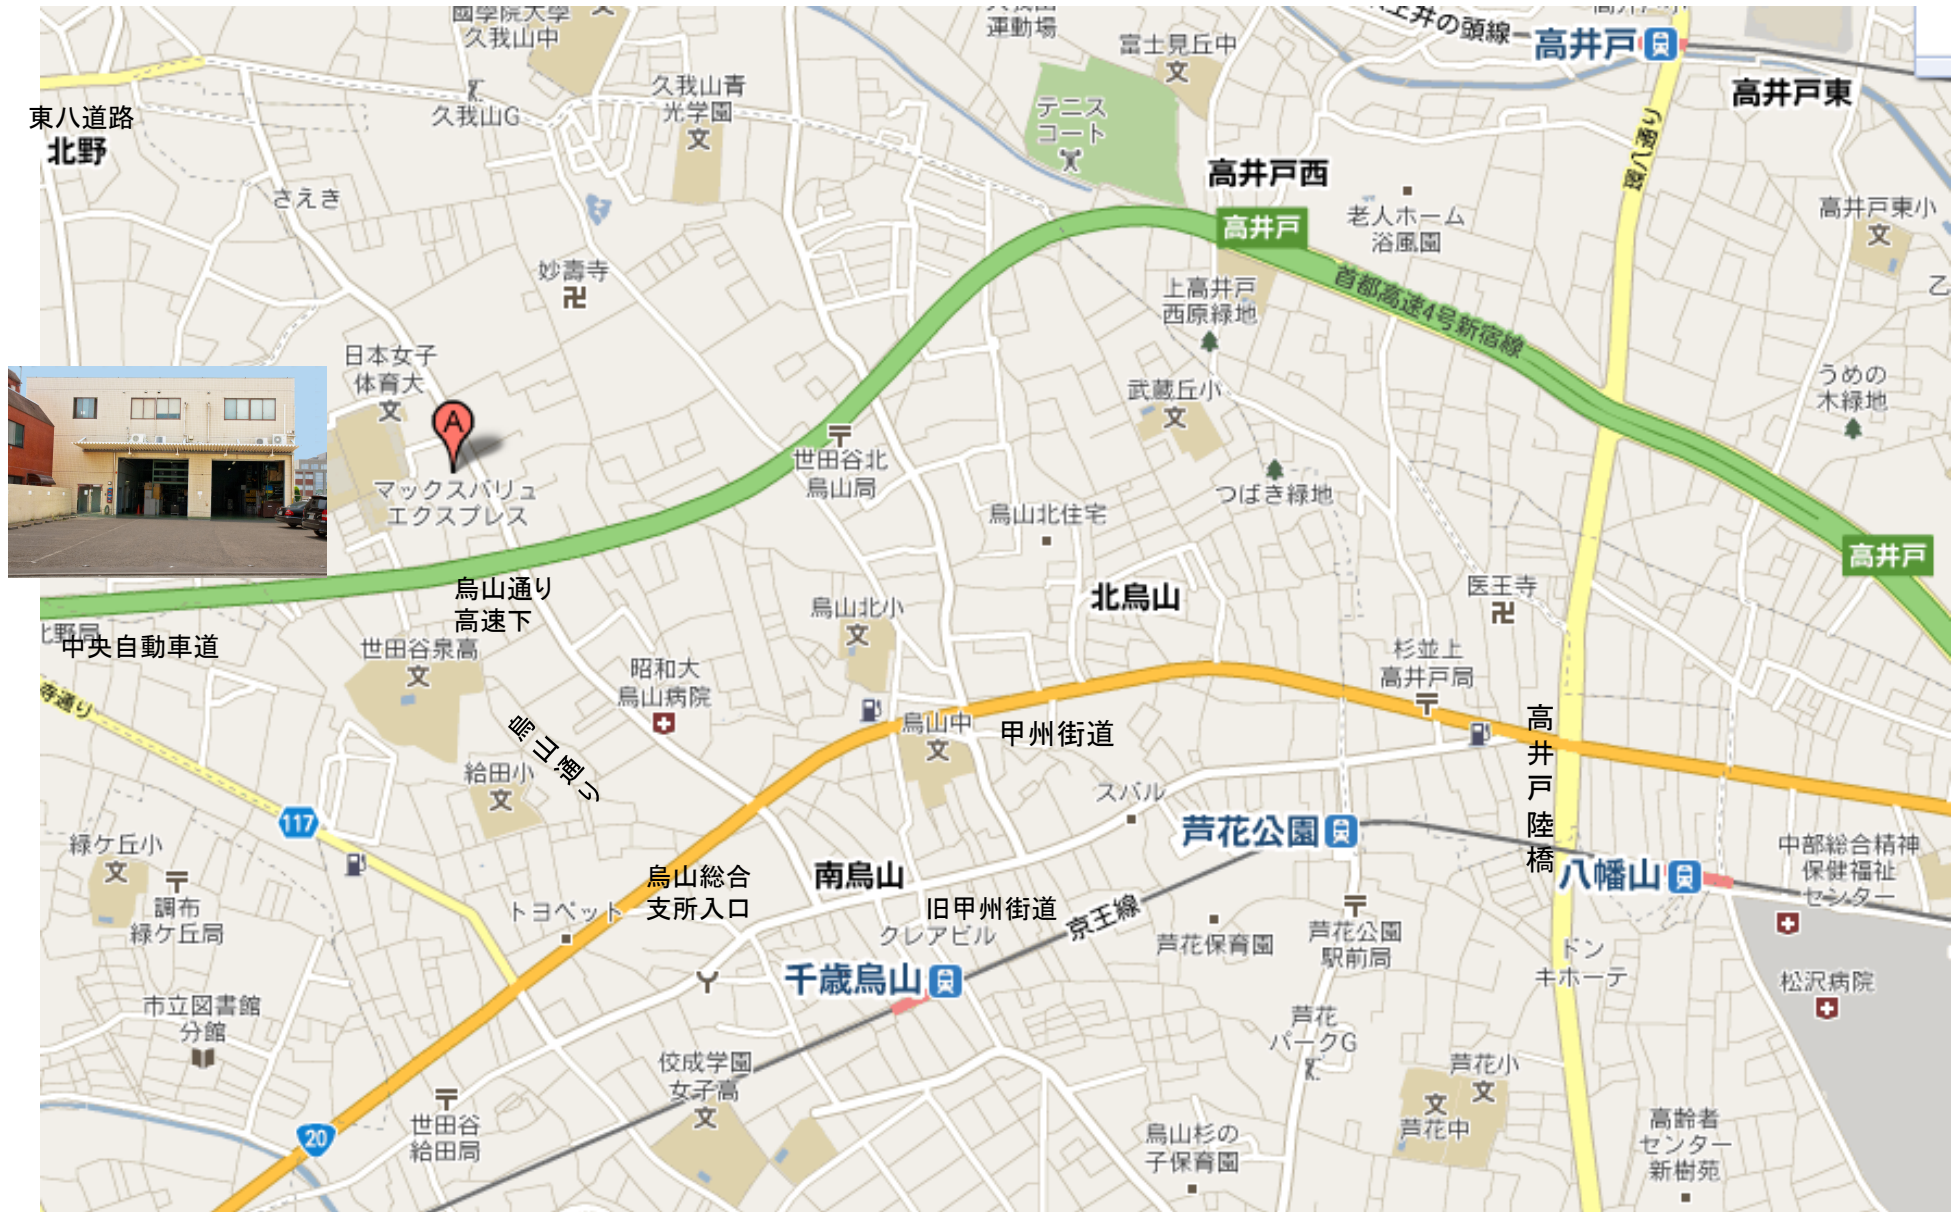 國學院大學
久我山中
運動場
井の頭線
高井戸
富士見丘中
久我山青
光学園
久我山G
テニス
コート
高井戸東
東八道路
北野
環八通り
さえき
高井戸西
老人ホーム
浴風園
高井戸東小
高井戸
妙壽寺
上高井戸
西原緑地
首都高速4号新宿線
乙
日本女子
体育大
A
武蔵丘小
うめの
木緑地
世田谷北
烏山局
マックスバリュ
エクスプレス
つばき緑地
烏山北住宅
高井戸
烏山通り
高速下
烏山北小
北烏山
医王寺
北野局
中央自動車道
世田谷泉高
昭和大
烏山病院
杉並上
高井戸局
寺通り
烏山通り
烏山中
甲州街道
高井戸陸橋
給田小
スバル
117
芦花公園
緑ケ丘小
調布
緑ケ丘局
烏山総合
支所入口
南烏山
八幡山
中部総合精神
保健福祉
センター
トヨペット
旧甲州街道
クレアビル
京王線
芦花保育園
芦花公園
駅前局
ドン
キホーテ
千歳烏山
松沢病院
市立図書館
分館
芦花
パークG
佼成学園
女子高
芦花小
芦花中
20
世田谷
給田局
烏山杉の
子保育園
高齢者
センター
新樹苑